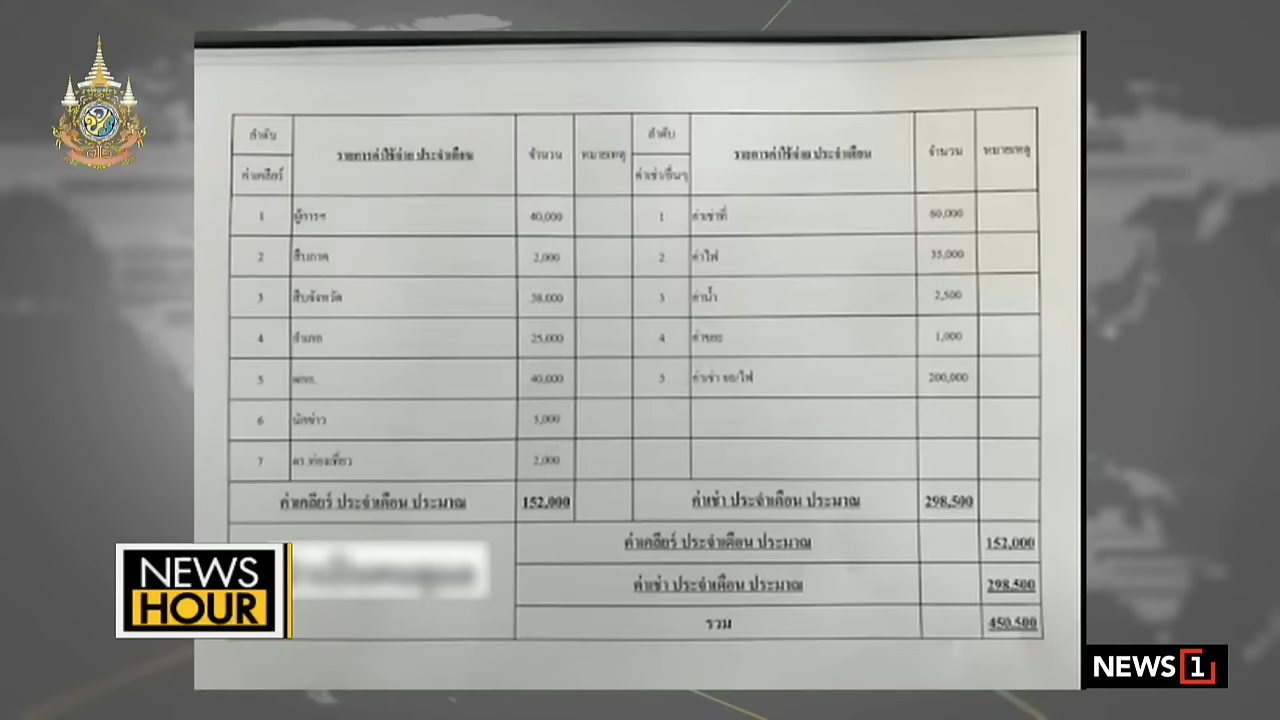 ลำดับ
ค่าเคลียร์
รายการค่าใช้จ่าย ประจำเดือน
จำนวน
หมายเหตุ
ลำดับ
ค่าเช่าอื่นๆ
รายการค่าใช้จ่าย ประจำเดือน
จำนวน
หมายเหตุ
1 ผู้การฯ 40,000 1 ค่าเช่าที่ 60,000
2 สืบภาค 2,000 2 ค่าไฟ 35,000
3 สืบจังหวัด 38,000 3 ค่าน้ำ 2,500
4 อำเภอ 25,000 4 ค่าขยะ 1,000
5 ผกก. 40,000 5 ค่าเช่า จอ/ไฟ 200,000
6 นักข่าว 5,000
7 ตร.ท่องเที่ยว 2,000
ค่าเคลียร์ ประจำเดือน ประมาณ 152,000 ค่าเช่า ประจำเดือน ประมาณ 298,500
ค่าเคลียร์ ประจำเดือน ประมาณ 152,000
ค่าเช่า ประจำเดือน ประมาณ 298,500
รวม 450,500
NEWS
HOUR
NEWS 1